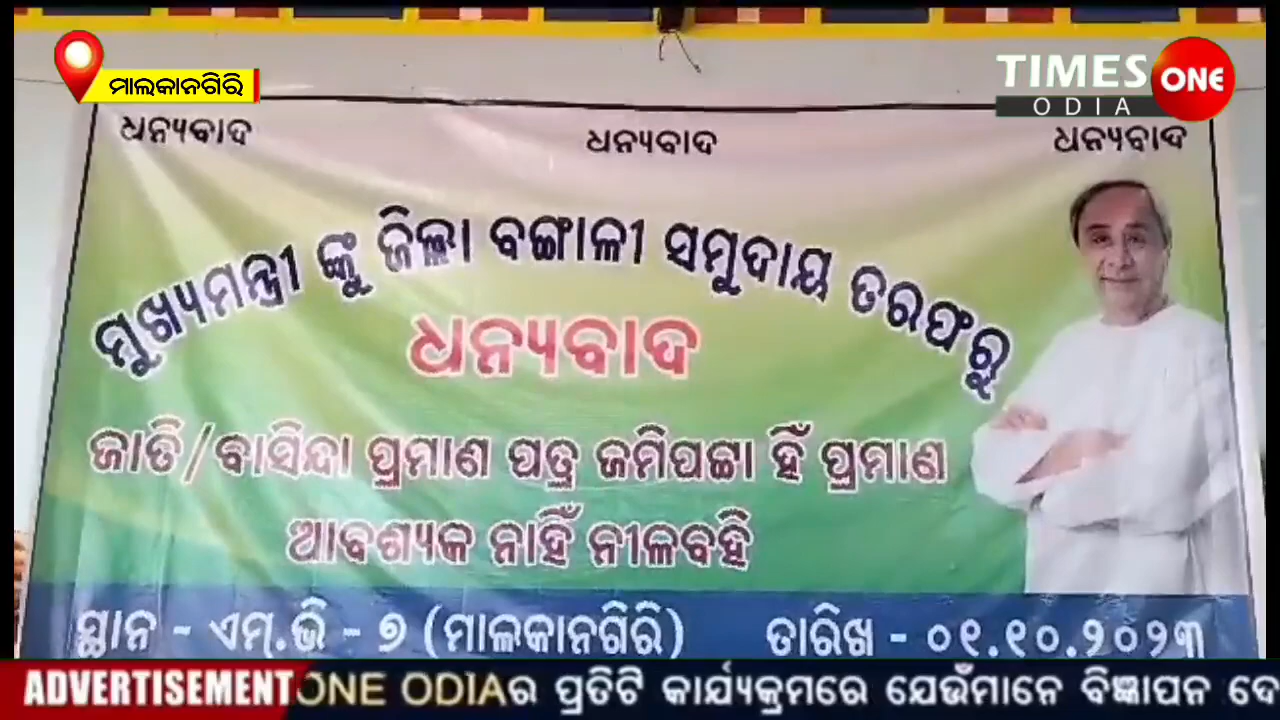 ମାଲକାନଗିରି
TIMES ONE
ODIA
ଧନ୍ୟବାଦ ଧନ୍ୟବାଦ ଧନ୍ୟବାଦ
ମୁଖ୍ୟମନ୍ତ୍ରୀ ଙ୍କୁ ଜିଲ୍ଲା ବଙ୍ଗାଳୀ ସମୁଦାୟ ତରଫରୁ
ଧନ୍ୟବାଦ
ଜାତି/ବାସିନ୍ଦା ପ୍ରମାଣ ପତ୍ର ଜମିପଟ୍ଟା ହିଁ ପ୍ରମାଣ
ଆବଶ୍ୟକ ନାହିଁ ନୀଳବହି
ସ୍ଥାନ - ଏମ୍.ଭି - ୭ (ମାଳକାନଗିରି) ତାରିଖ - ୦୧.୧୦.୨୦୨୩
ADVERTISEMENT ONE ODIAର ପ୍ରତିଟି କାର୍ଯ୍ୟକ୍ରମରେ ଯେଉଁମାନେ ବିଜ୍ଞାପନ ଦେ